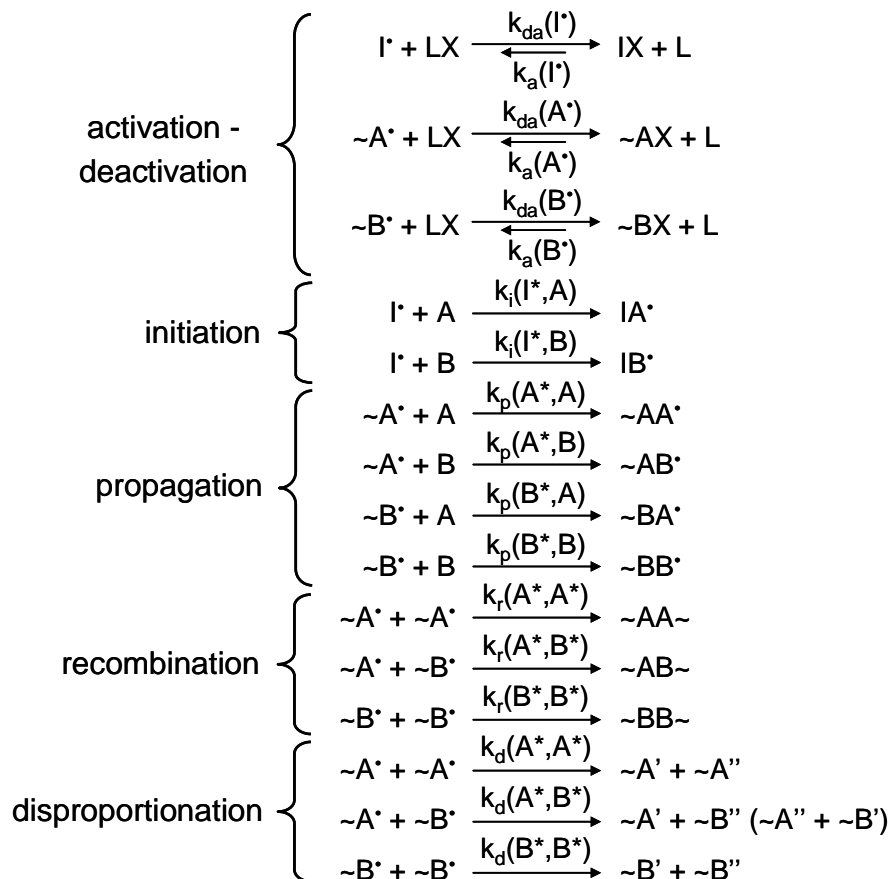 activation -
deactivation
I• + LX k_da(I•) k_a(I•) IX + L
~A• + LX k_da(A•) k_a(A•) ~AX + L
~B• + LX k_da(B•) k_a(B•) ~BX + L
initiation
I• + A k_i(I*,A) IA•
I• + B k_i(I*,B) IB•
propagation
~A• + A k_p(A*,A) ~AA•
~A• + B k_p(A*,B) ~AB•
~B• + A k_p(B*,A) ~BA•
~B• + B k_p(B*,B) ~BB•
recombination
~A• + ~A• k_r(A*,A*) ~AA~
~A• + ~B• k_r(A*,B*) ~AB~
~B• + ~B• k_r(B*,B*) ~BB~
disproportionation
~A• + ~A• k_d(A*,A*) ~A' + ~A''
~A• + ~B• k_d(A*,B*) ~A' + ~B'' (~A'' + ~B')
~B• + ~B• k_d(B*,B*) ~B' + ~B''